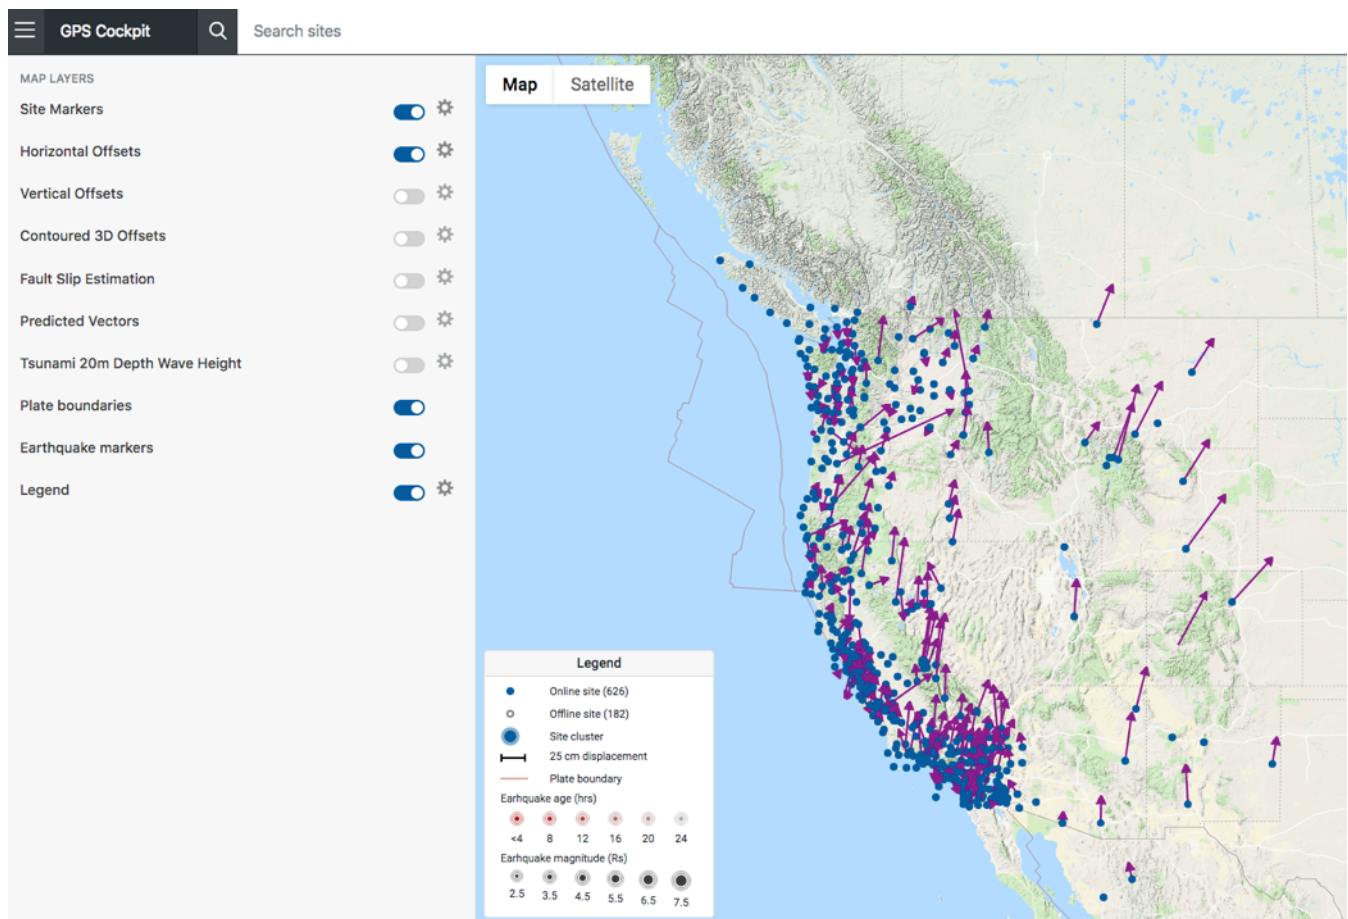 GPS Cockpit
Search sites
MAP LAYERS
Site Markers
Horizontal Offsets
Vertical Offsets
Contoured 3D Offsets
Fault Slip Estimation
Predicted Vectors
Tsunami 20m Depth Wave Height
Plate boundaries
Earthquake markers
Legend
Map Satellite
Legend
Online site (626)
Offline site (182)
Site cluster
25 cm displacement
Plate boundary
Earhquake age (hrs)
<4 8 12 16 20 24
Earhquake magnitude (Rs)
2.5 3.5 4.5 5.5 6.5 7.5